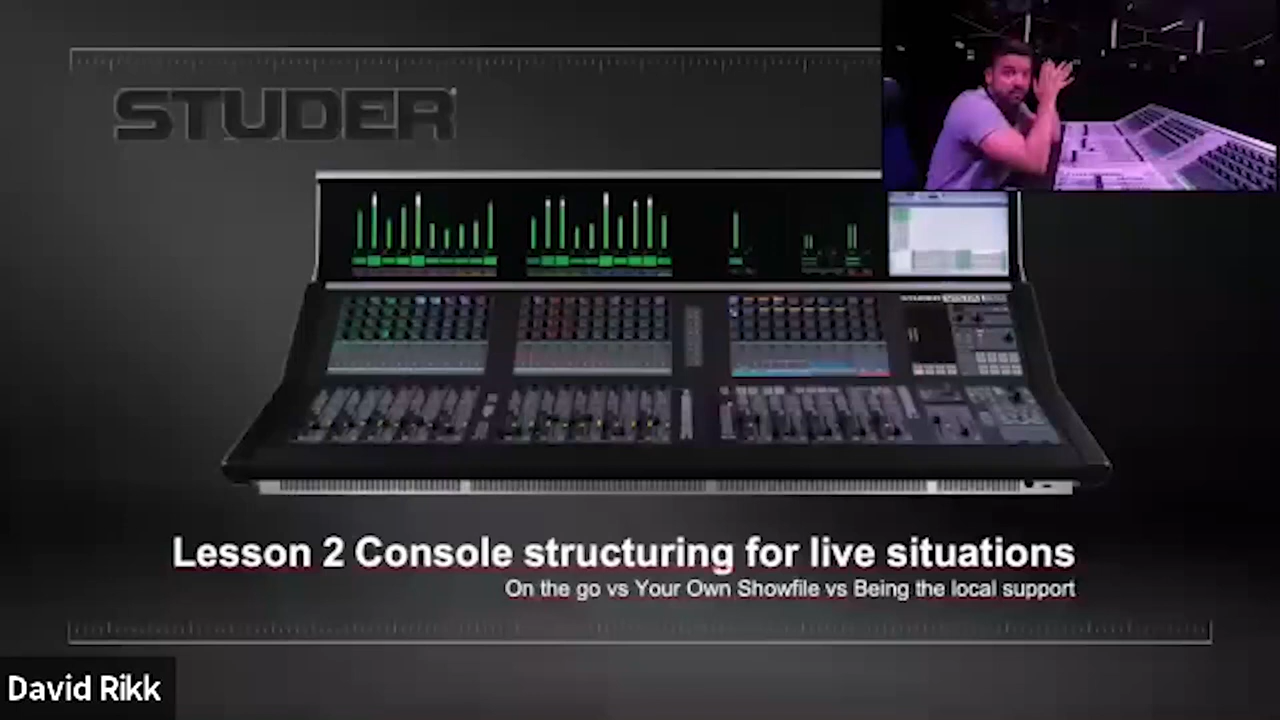 STUDER
Lesson 2 Console structuring for live situations
On the go vs Your Own Showfile vs Being the local support
David Rikk